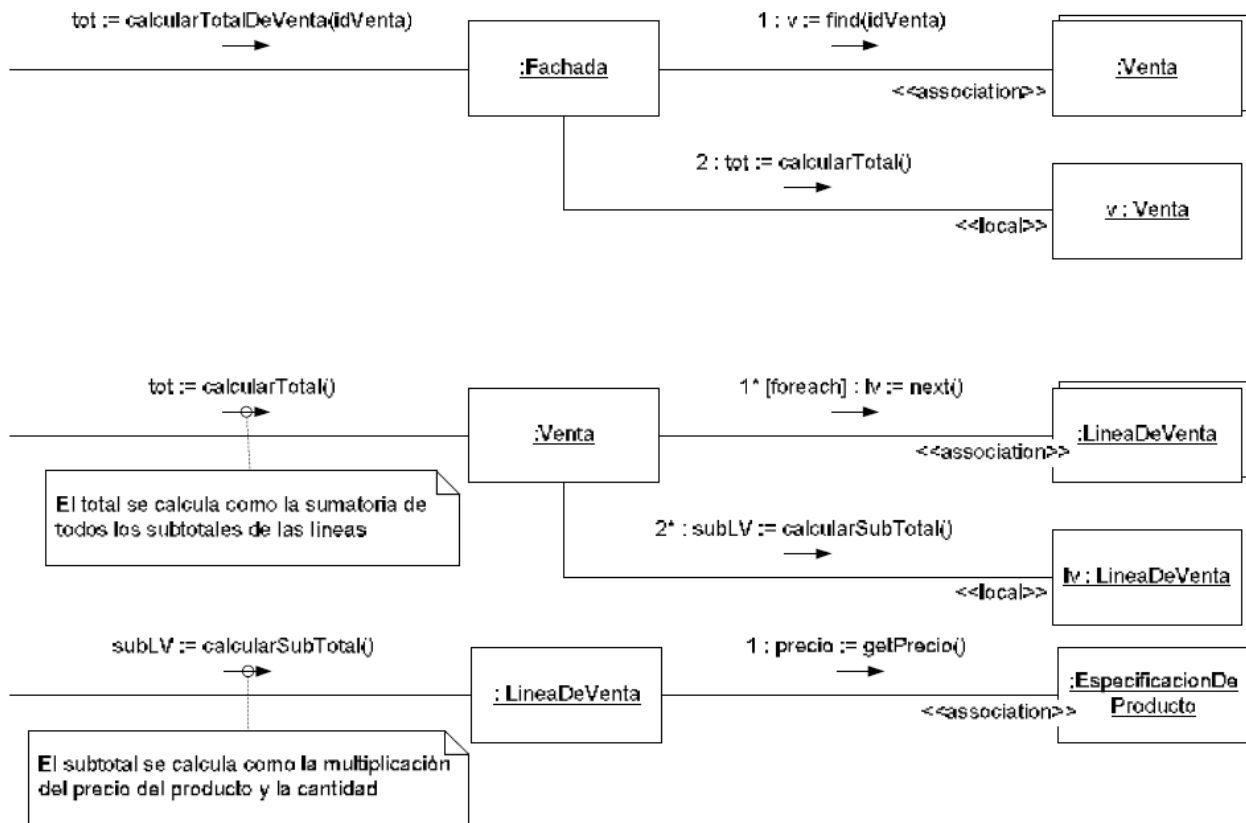 tot := calcularTotalDeVenta(idVenta)
1 : v := find(idVenta)
:Fachada
:Venta
<<association>>
2 : tot := calcularTotal()
v : Venta
<<local>>
tot := calcularTotal()
1* [foreach] : lv := next()
:Venta
:LineaDeVenta
<<association>>
El total se calcula como la sumatoria de
todos los subtotales de las lineas
2* : subLV := calcularSubTotal()
lv : LineaDeVenta
<<local>>
subLV := calcularSubTotal()
1 : precio := getPrecio()
: LineaDeVenta
:EspecificacionDe
Producto
<<association>>
El subtotal se calcula como la multiplicación
del precio del producto y la cantidad